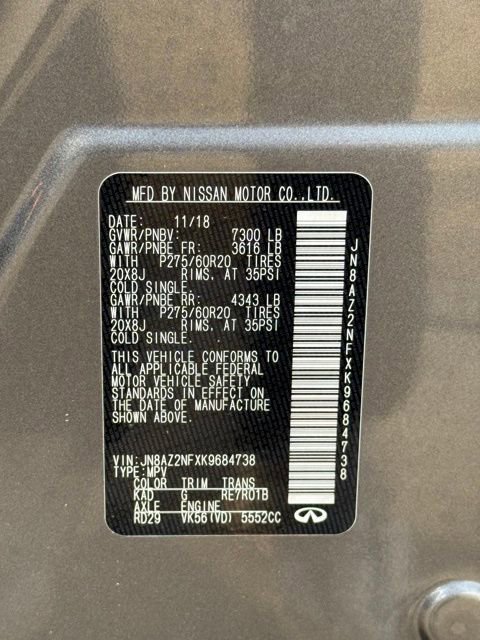 MFD BY NISSAN MOTOR CO.,LTD.
DATE: 11/18
GVWR/PNBV: 7300 LB
GAWR/PNBE FR: 3616 LB
WITH P275/60R20 TIRES
20X8J RIMS, AT 35PSI
COLD SINGLE.
GAWR/PNBE RR: 4343 LB
WITH P275/60R20 TIRES
20X8J RIMS, AT 35PSI
COLD SINGLE.
THIS VEHICLE CONFORMS TO
ALL APPLICABLE FEDERAL
MOTOR VEHICLE SAFETY
STANDARDS IN EFFECT ON
THE DATE OF MANUFACTURE
SHOWN ABOVE.
VIN:JN8AZ2NFXK9684738
TYPE:MPV
COLOR TRIM TRANS
KAD G RE7R01B
AXLE ENGINE
RD29 VK56(VD) 5552CC
JN8AZ2NFXK9684738